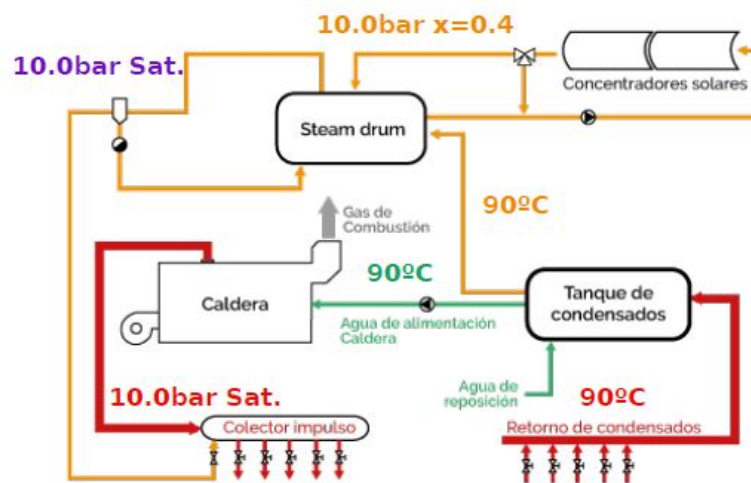 10.0bar x=0.4
10.0bar Sat.
Concentradores solares
Steam drum
90ºC
Gas de
Combustión
90ºC
Caldera
Tanque de
condensados
Agua de alimentación
Caldera
Agua de
reposición
90ºC
10.0bar Sat.
Colector impulso
Retorno de condensados